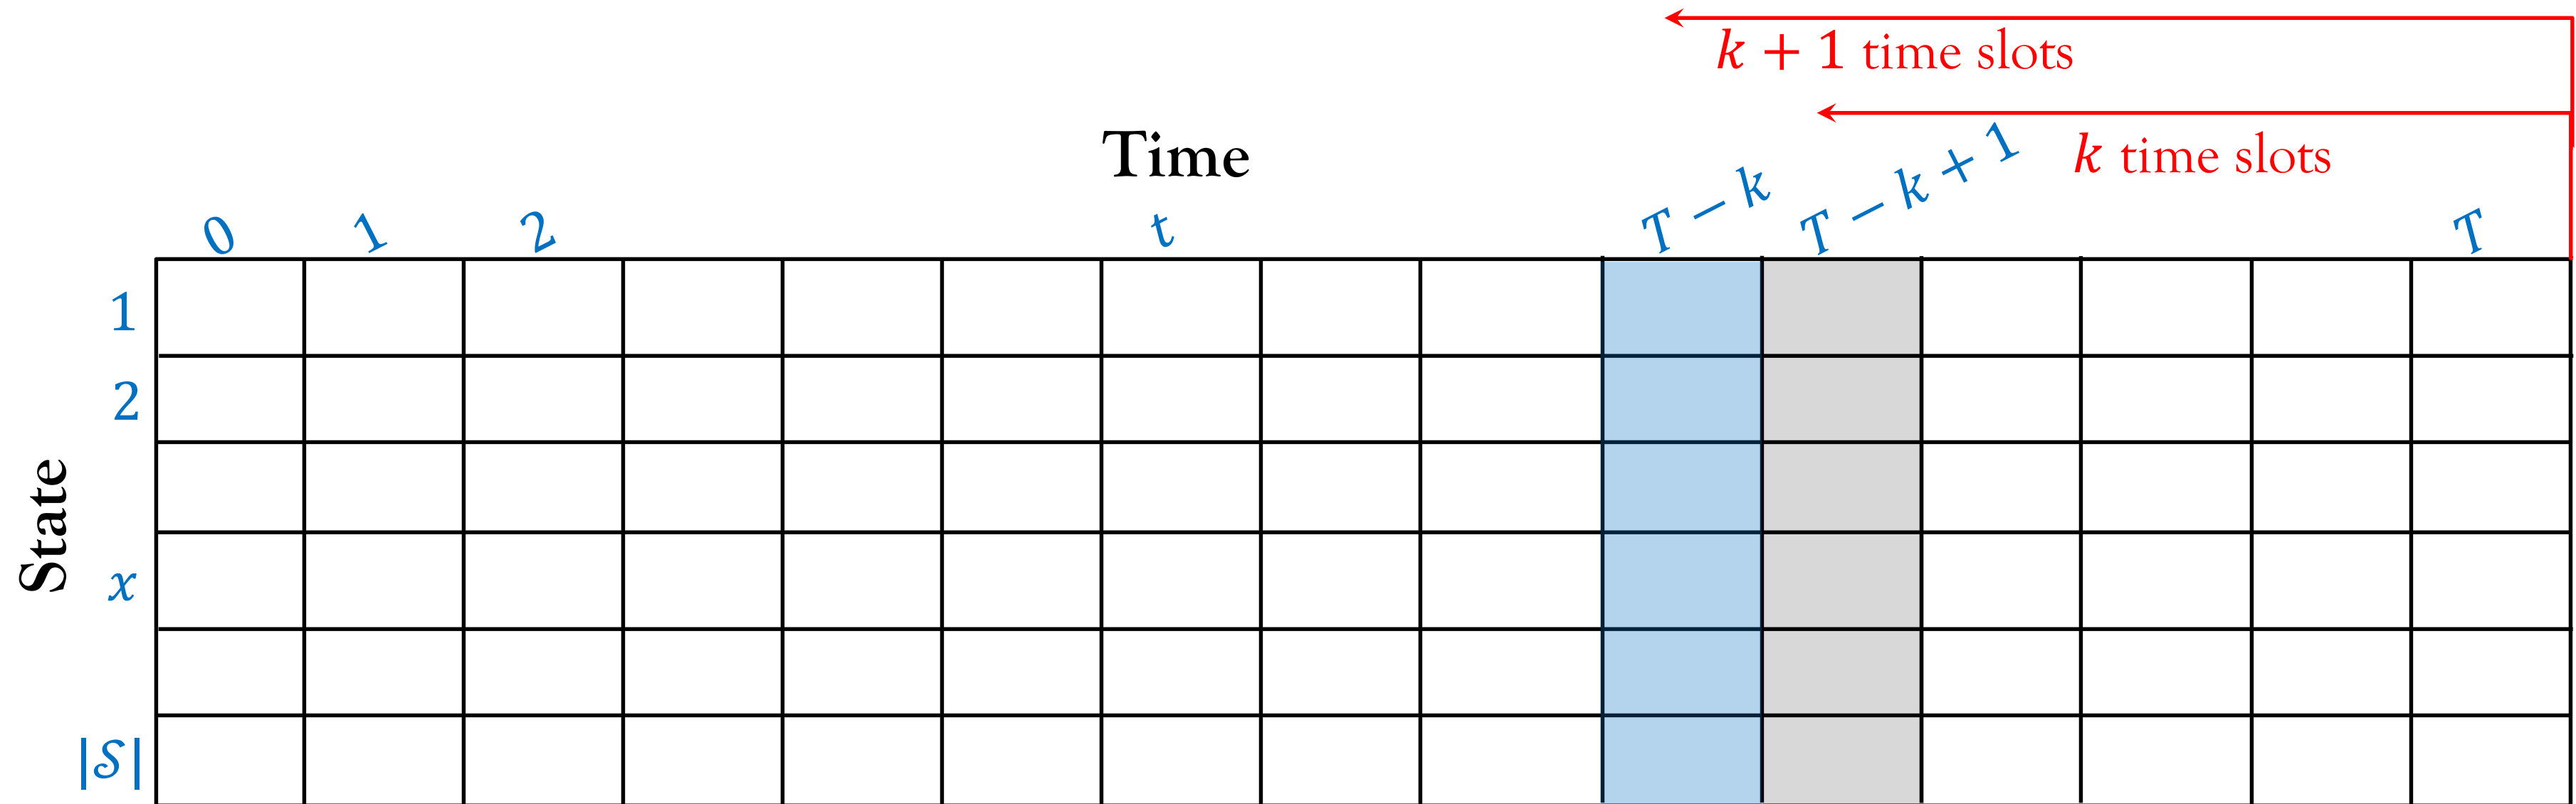 k + 1 time slots
k time slots
Time
0 1 2 t T − k T − k + 1 T
State
1
2
x
|𝒮|